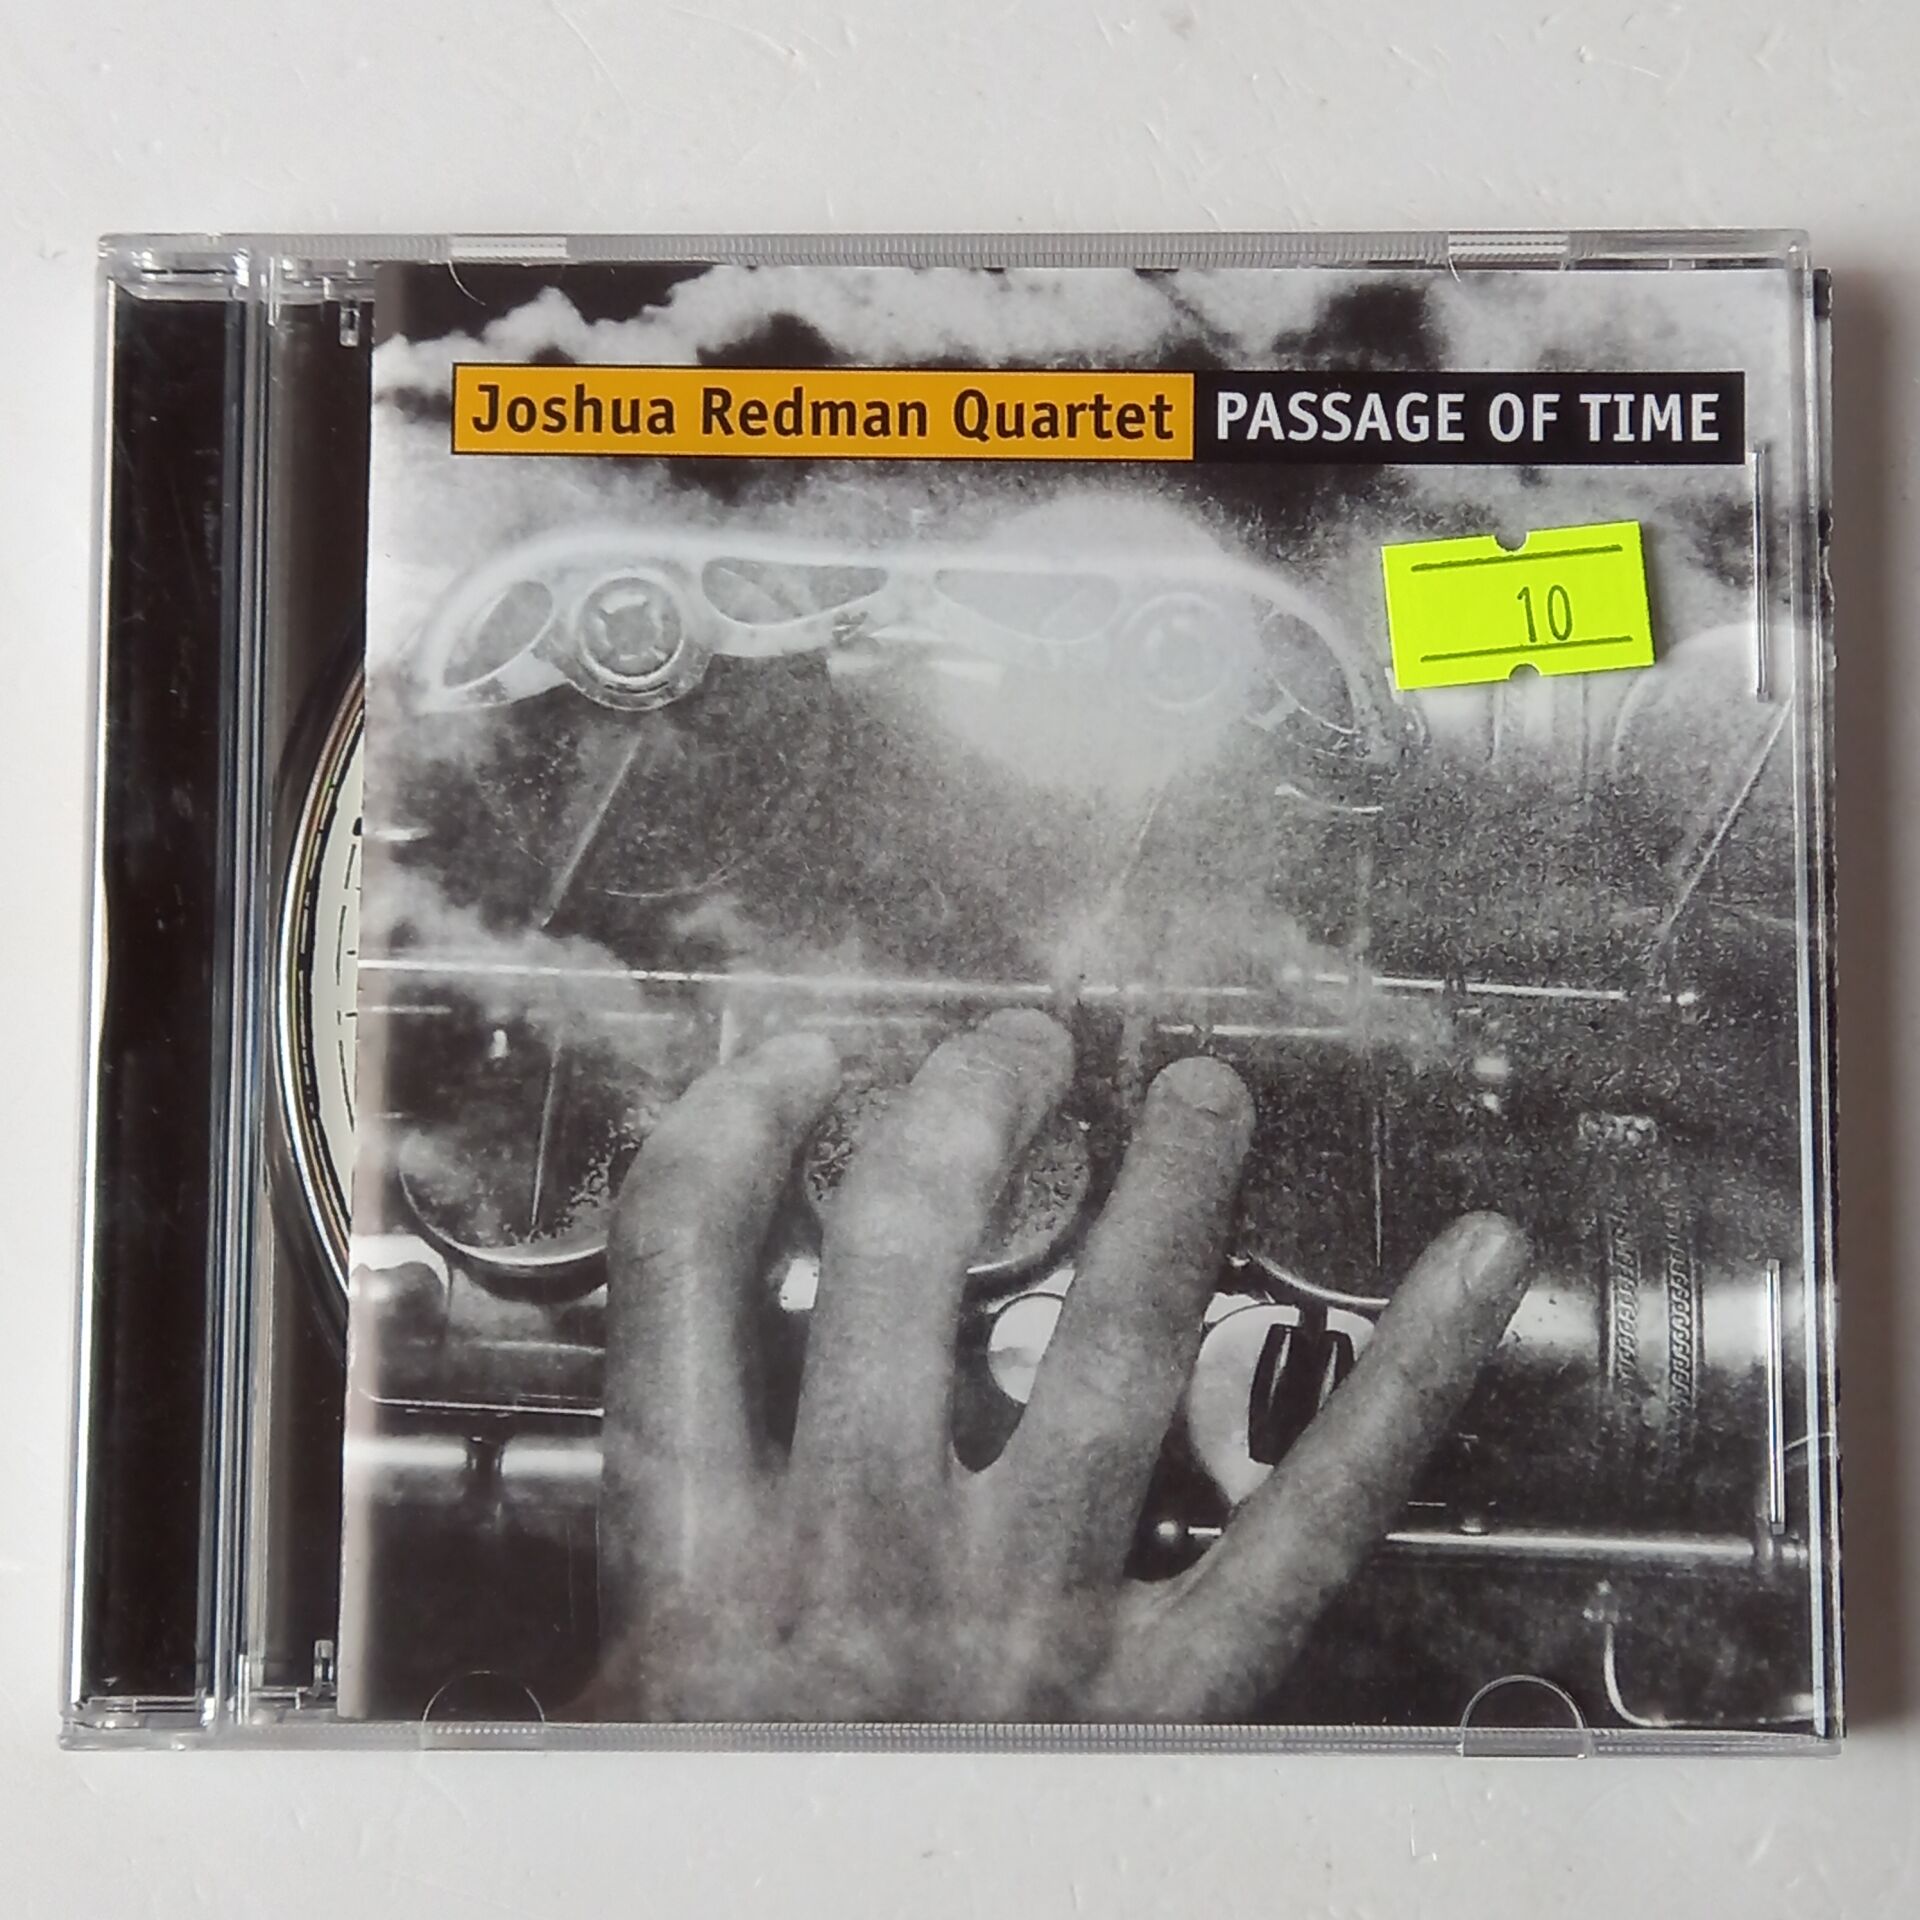 Joshua Redman Quartet PASSAGE OF TIME
10